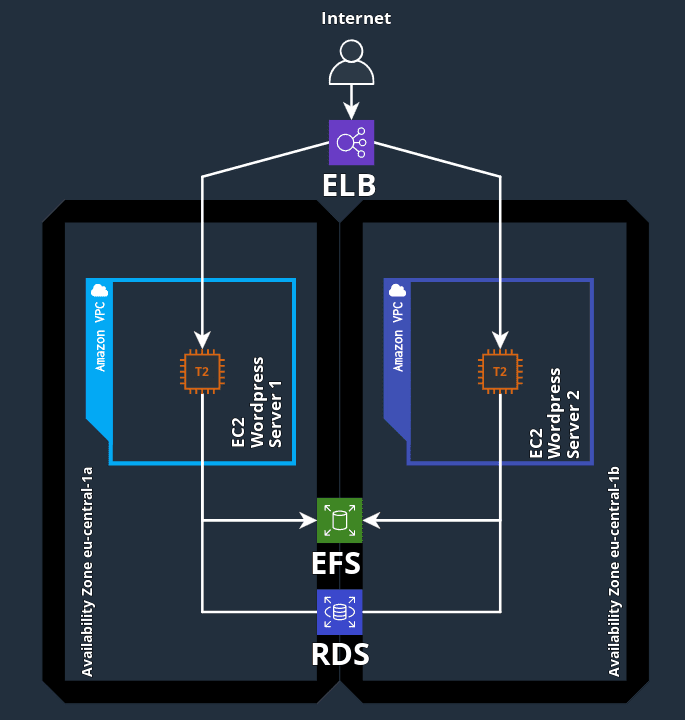 Internet
ELB
Amazon VPC
T2
EC2
Wordpress
Server 1
Amazon VPC
T2
EC2
Wordpress
Server 2
Availability Zone eu-central-1a
Availability Zone eu-central-1b
EFS
RDS